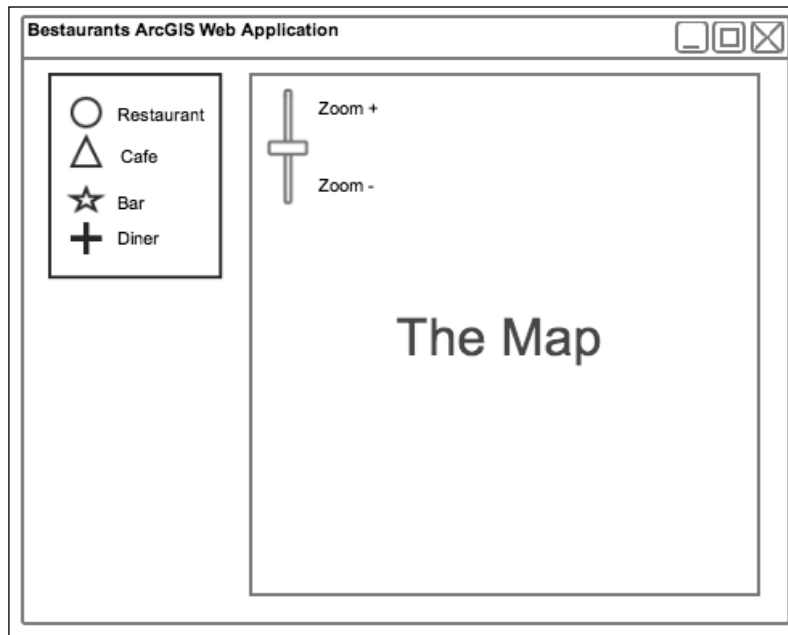 Bestaurants ArcGIS Web Application
Restaurant
Cafe
Bar
Diner
Zoom +
Zoom -
The Map